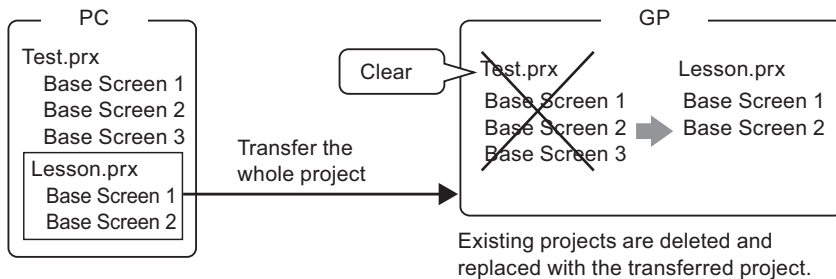 PC
Test.prx
Base Screen 1
Base Screen 2
Base Screen 3
Lesson.prx
Base Screen 1
Base Screen 2
Transfer the
whole project
GP
Clear
Test.prx
Base Screen 1
Base Screen 2
Base Screen 3
Lesson.prx
Base Screen 1
Base Screen 2
Existing projects are deleted and
replaced with the transferred project.